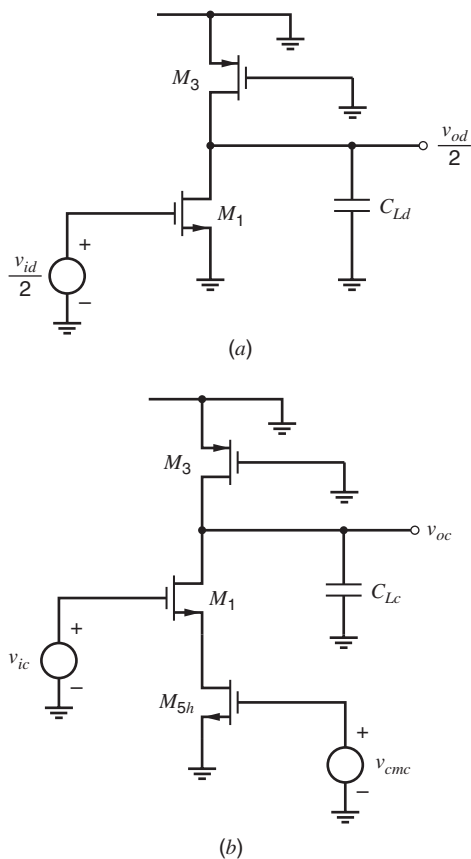 M3
vod
2
M1
CLd
vid
2
+
−
(a)
M3
voc
M1
CLc
vic
+
−
M5h
vcmc
+
−
(b)